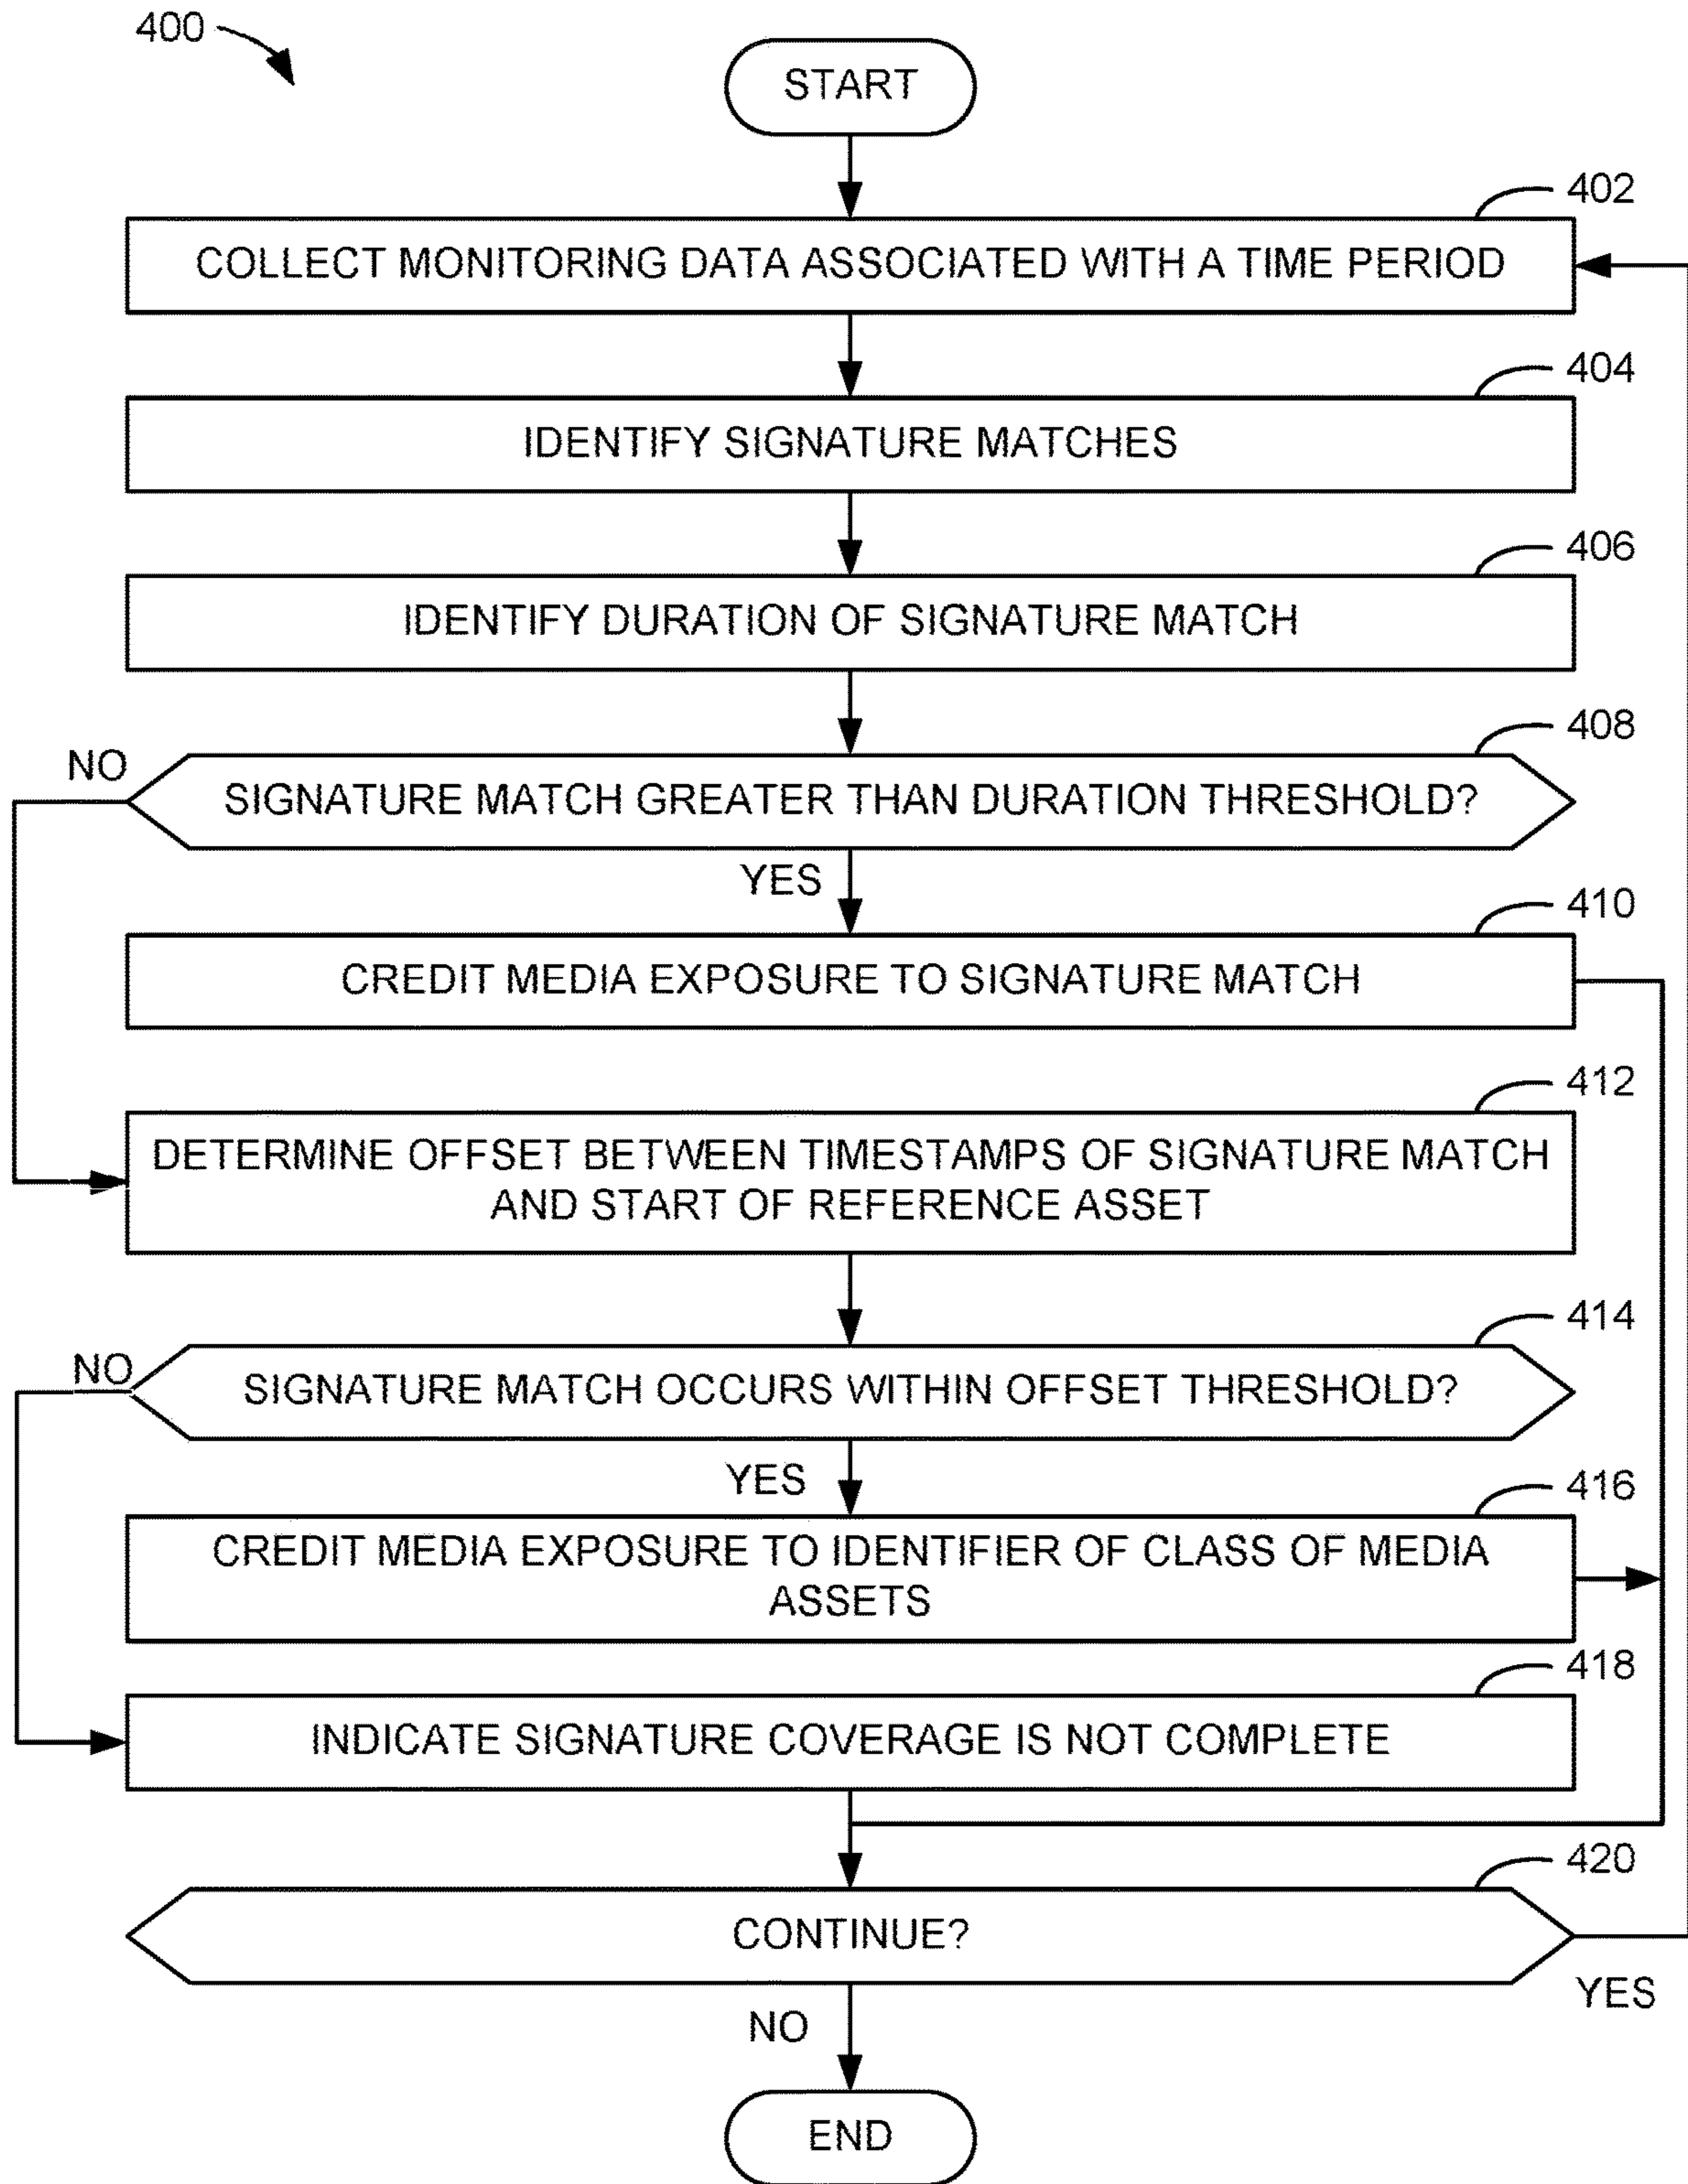 400
START
402
COLLECT MONITORING DATA ASSOCIATED WITH A TIME PERIOD
404
IDENTIFY SIGNATURE MATCHES
406
IDENTIFY DURATION OF SIGNATURE MATCH
408
NO
SIGNATURE MATCH GREATER THAN DURATION THRESHOLD?
YES
410
CREDIT MEDIA EXPOSURE TO SIGNATURE MATCH
412
DETERMINE OFFSET BETWEEN TIMESTAMPS OF SIGNATURE MATCH
AND START OF REFERENCE ASSET
414
NO
SIGNATURE MATCH OCCURS WITHIN OFFSET THRESHOLD?
YES
416
CREDIT MEDIA EXPOSURE TO IDENTIFIER OF CLASS OF MEDIA
ASSETS
418
INDICATE SIGNATURE COVERAGE IS NOT COMPLETE
420
CONTINUE?
YES
NO
END